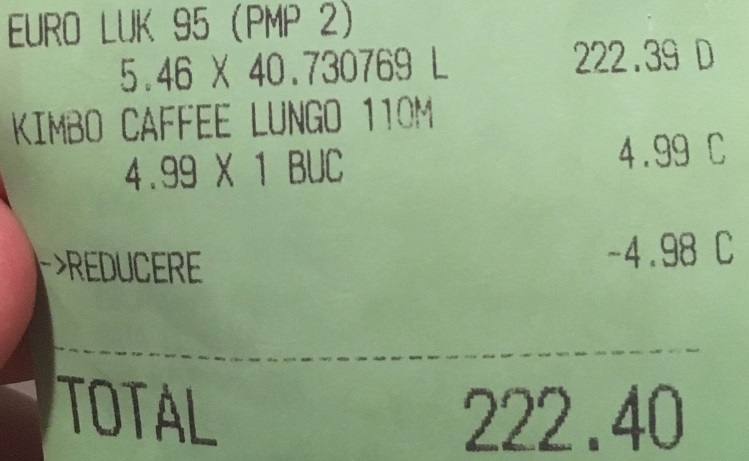 EURO LUK 95 (PMP 2)
5.46 X 40.730769 L 222.39 D
KIMBO CAFFEE LUNGO 110M
4.99 X 1 BUC 4.99 C
->REDUCERE -4.98 C
TOTAL 222.40